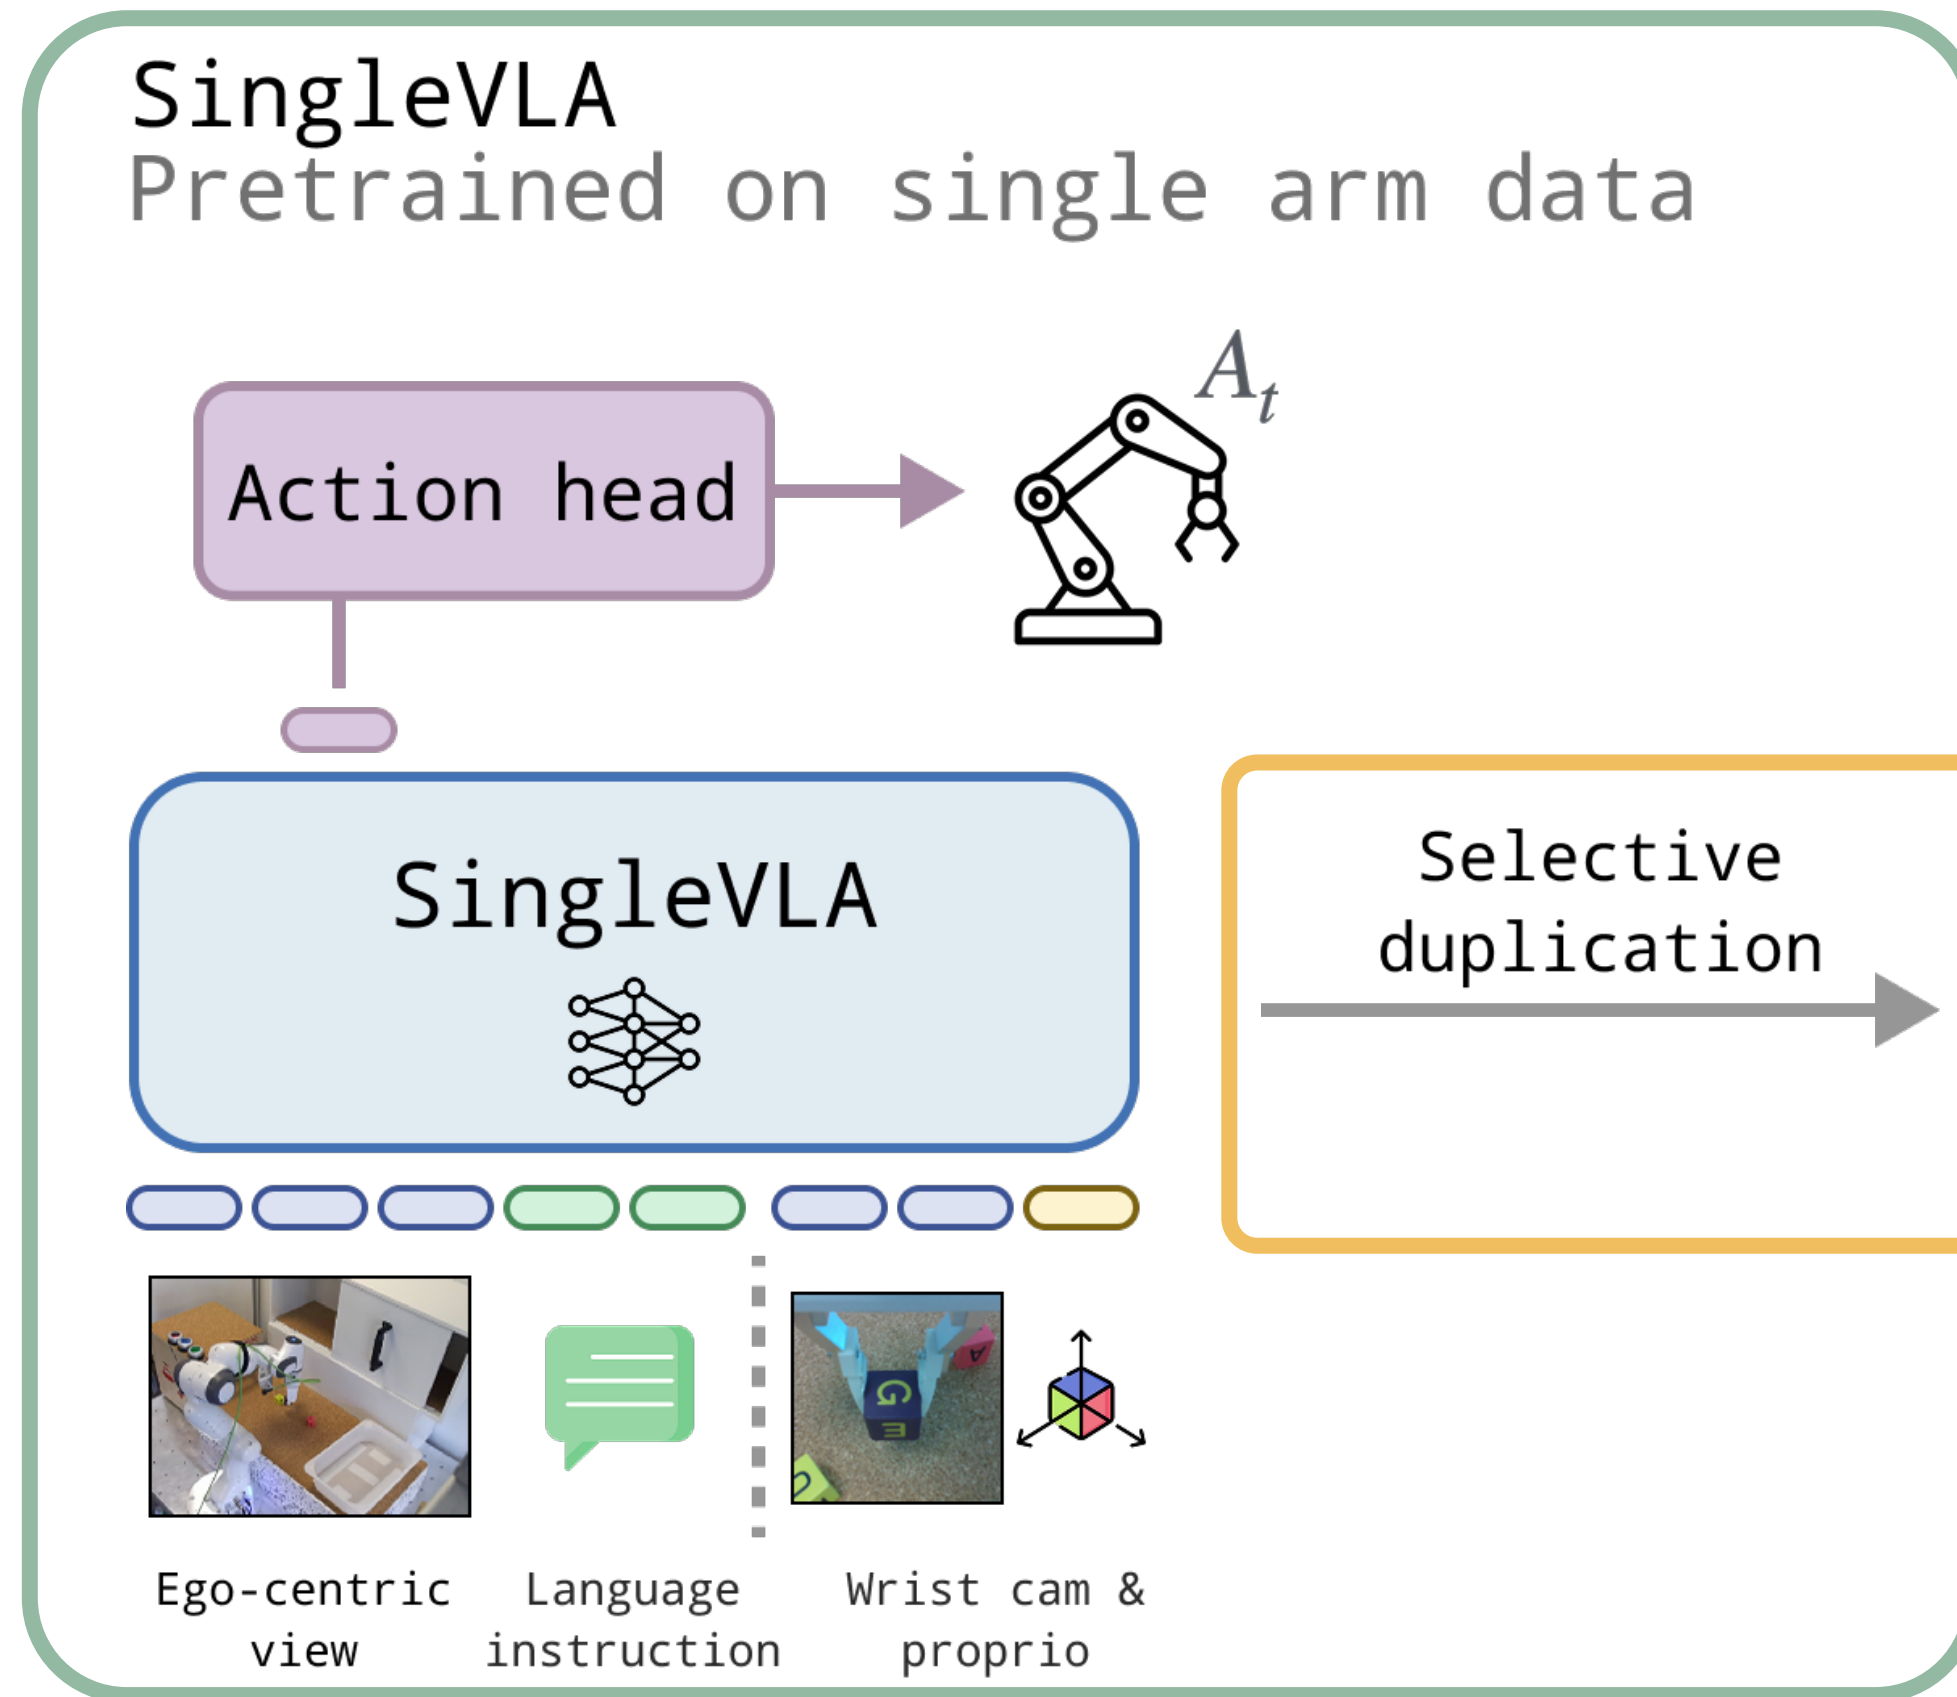 SingleVLA
Pretrained on single arm data
A_t
Action head
SingleVLA
Selective
duplication
G
E
A
Ego-centric
view
Language
instruction
Wrist cam &
proprio